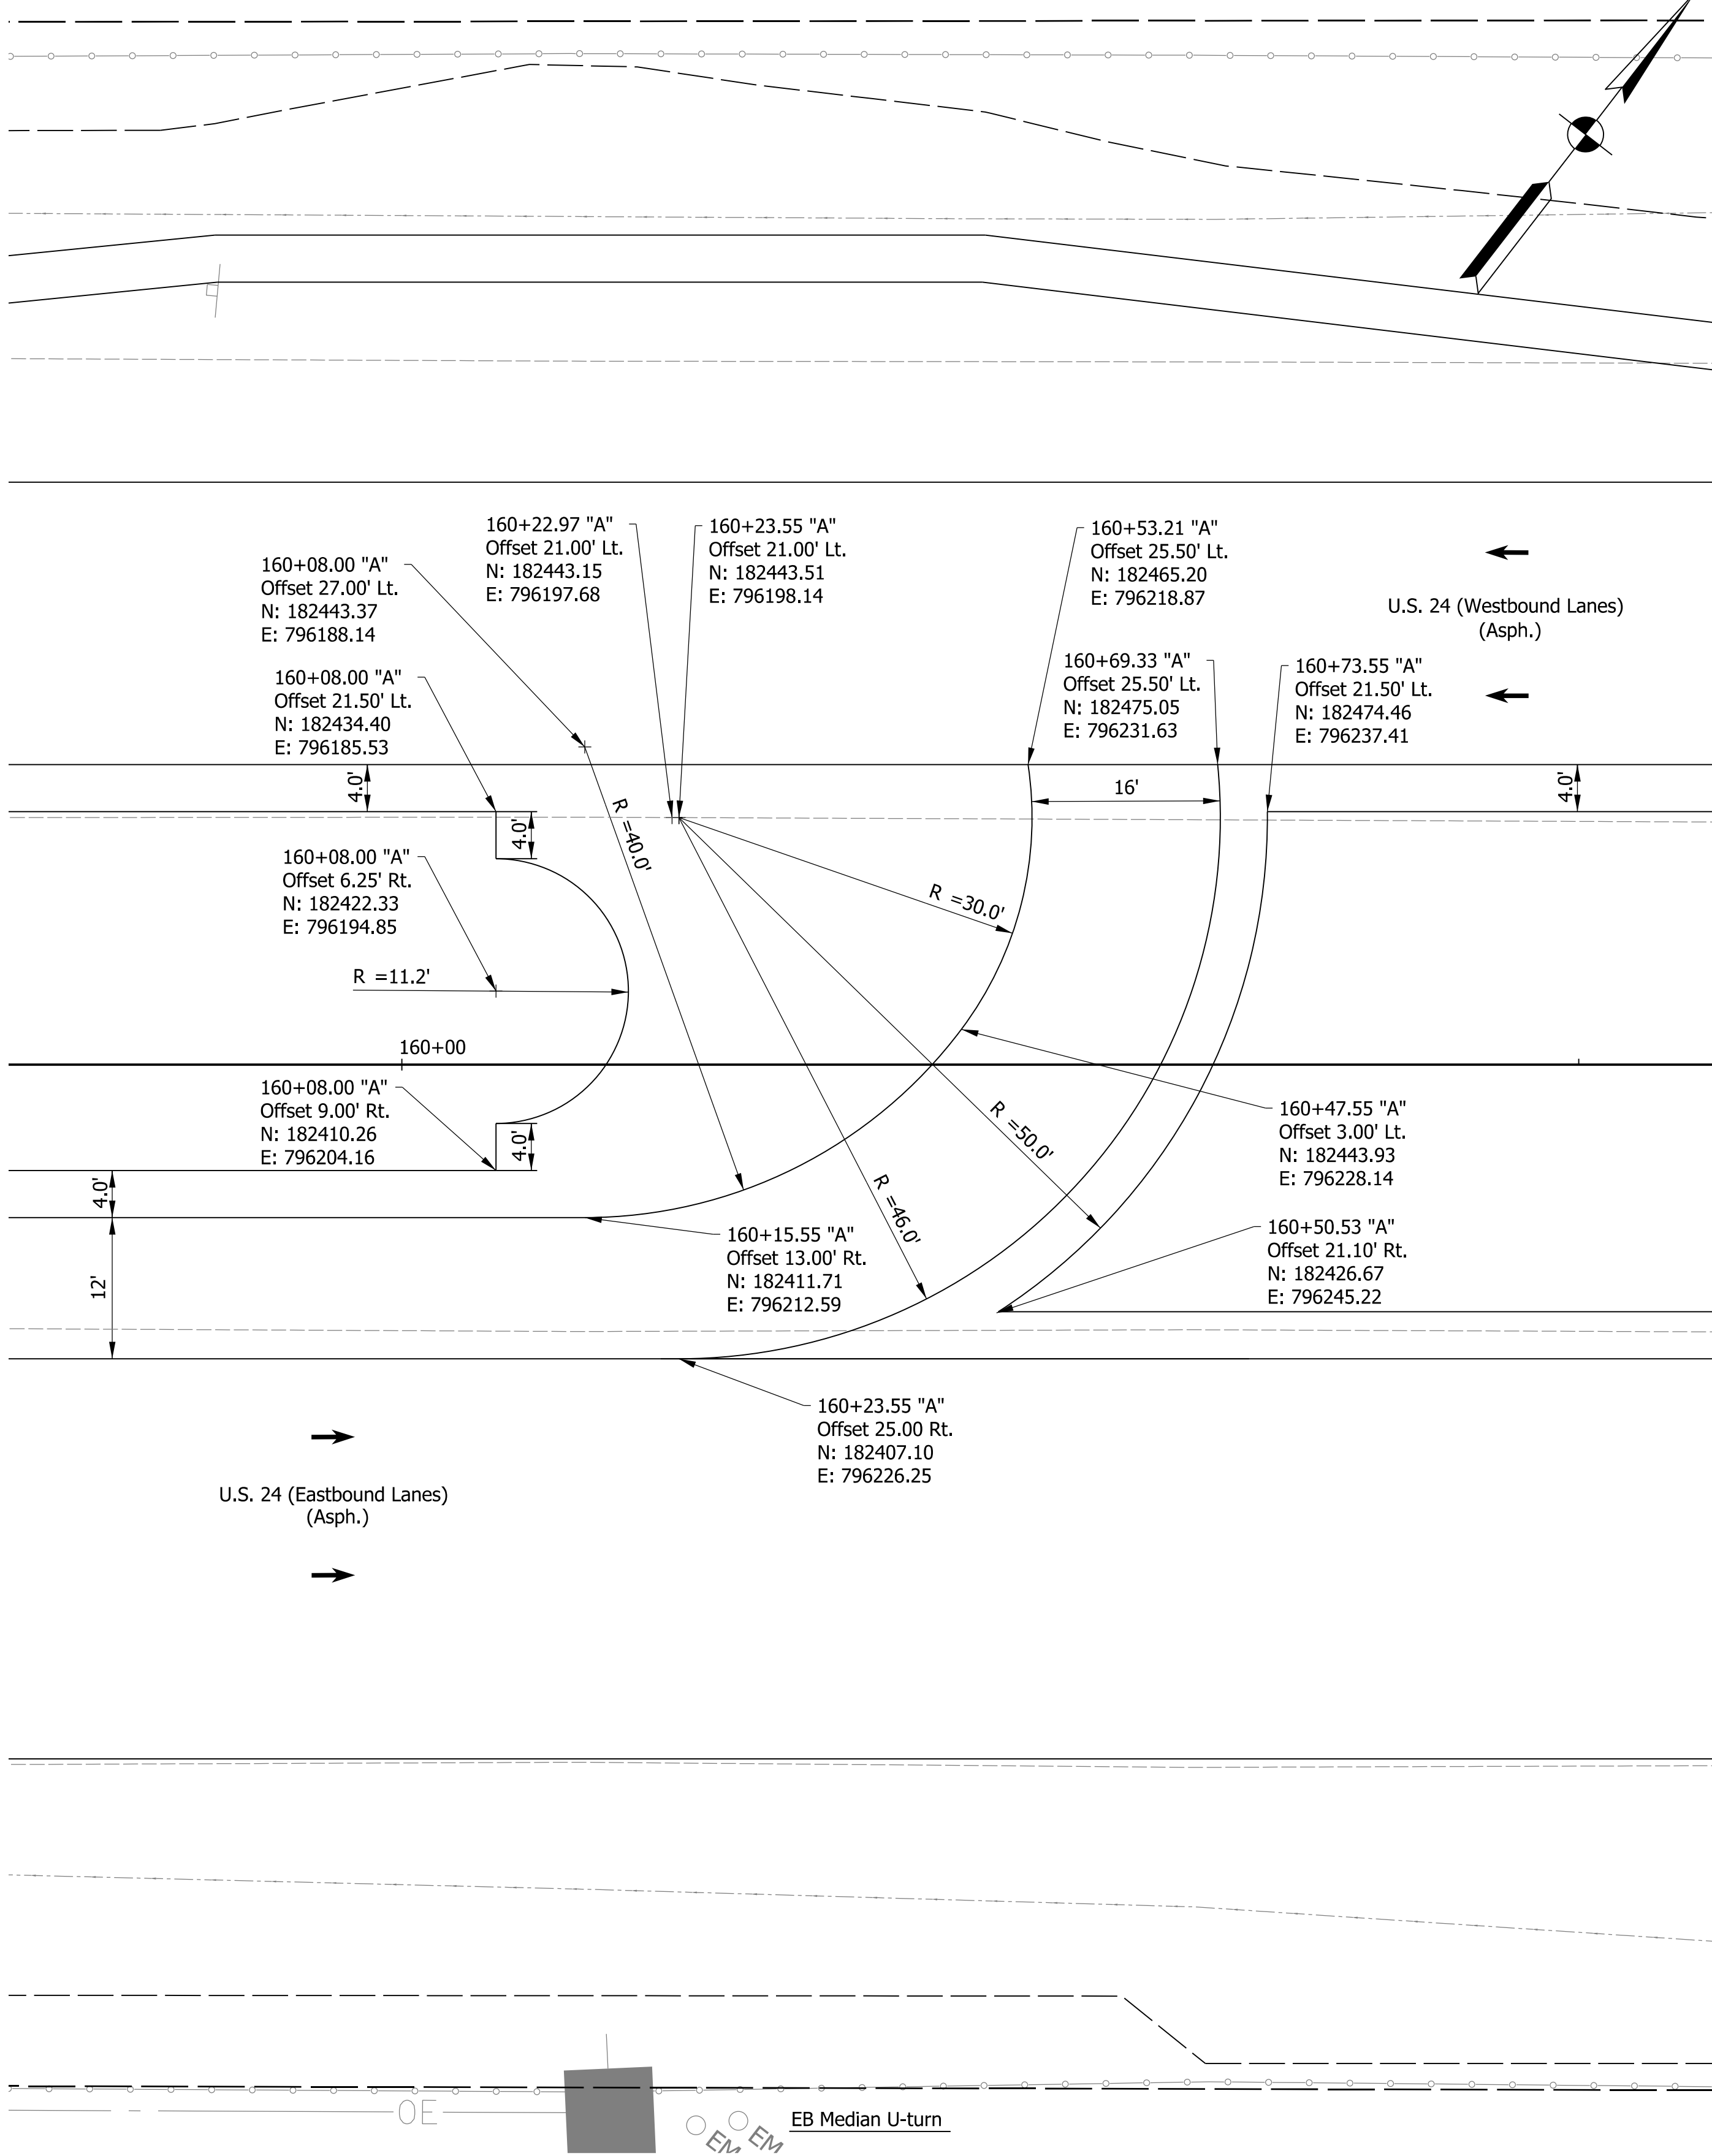 160+22.97 "A"
Offset 21.00' Lt.
N: 182443.15
E: 796197.68
160+23.55 "A"
Offset 21.00' Lt.
N: 182443.51
E: 796198.14
160+53.21 "A"
Offset 25.50' Lt.
N: 182465.20
E: 796218.87
160+08.00 "A"
Offset 27.00' Lt.
N: 182443.37
E: 796188.14
U.S. 24 (Westbound Lanes)
(Asph.)
160+69.33 "A"
Offset 25.50' Lt.
N: 182475.05
E: 796231.63
160+73.55 "A"
Offset 21.50' Lt.
N: 182474.46
E: 796237.41
160+08.00 "A"
Offset 21.50' Lt.
N: 182434.40
E: 796185.53
4.0'
4.0'
R =40.0'
16'
4.0'
160+08.00 "A"
Offset 6.25' Rt.
N: 182422.33
E: 796194.85
R =30.0'
R =11.2'
160+00
160+08.00 "A"
Offset 9.00' Rt.
N: 182410.26
E: 796204.16
4.0'
4.0'
R =50.0'
160+47.55 "A"
Offset 3.00' Lt.
N: 182443.93
E: 796228.14
R =46.0'
12'
160+15.55 "A"
Offset 13.00' Rt.
N: 182411.71
E: 796212.59
160+50.53 "A"
Offset 21.10' Rt.
N: 182426.67
E: 796245.22
160+23.55 "A"
Offset 25.00 Rt.
N: 182407.10
E: 796226.25
U.S. 24 (Eastbound Lanes)
(Asph.)
OE
EM
EM
EB Median U-turn